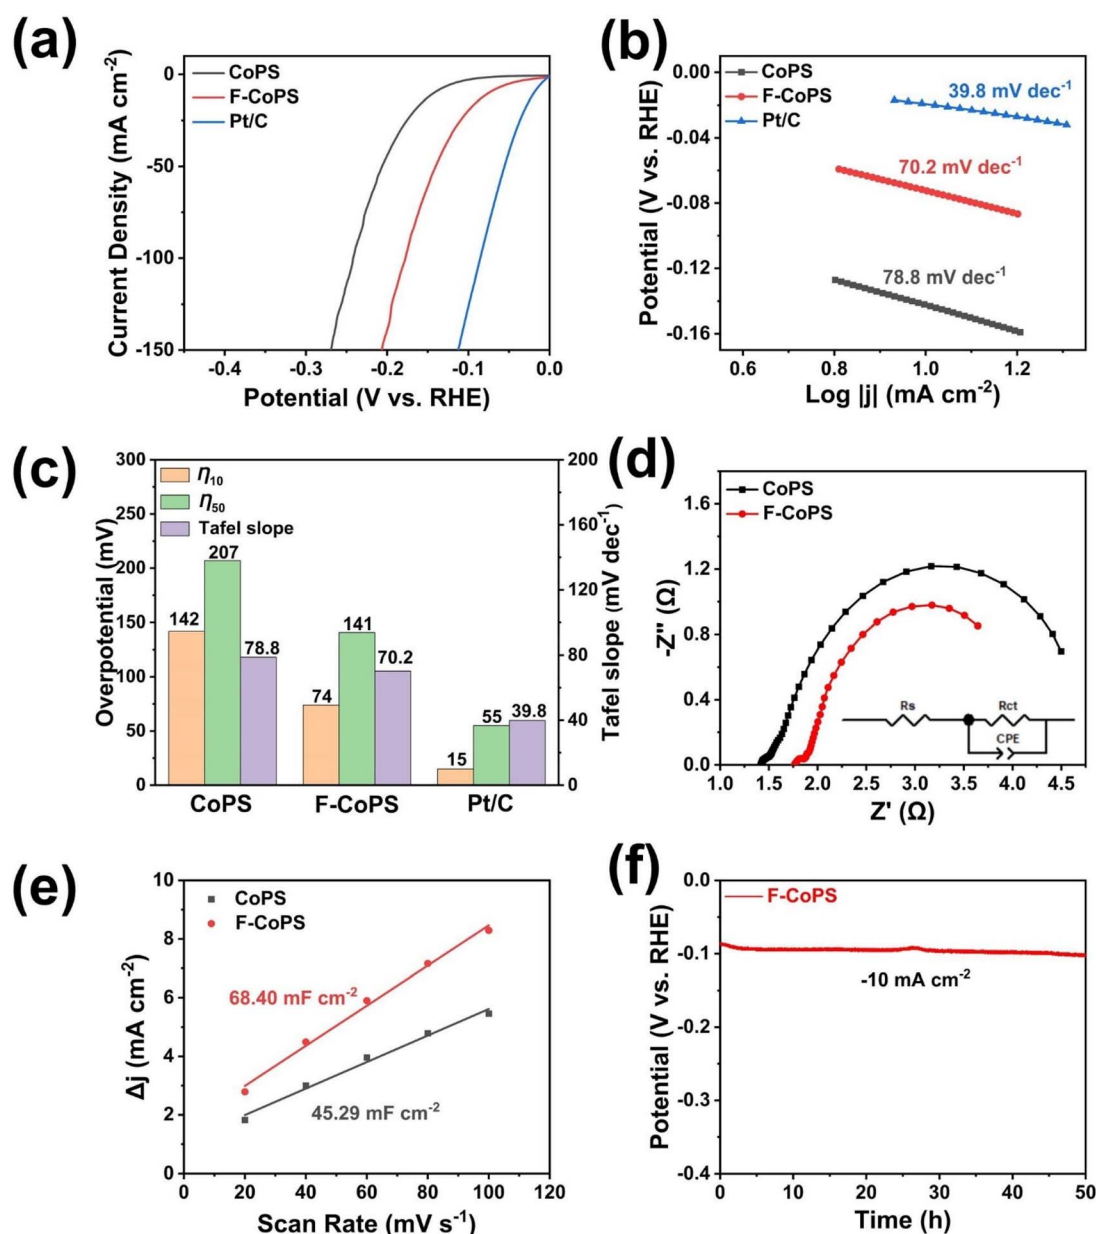 (a)
CoPS
F-CoPS
Pt/C
Current Density (mA cm⁻²)
0
-50
-100
-150
-0.4 -0.3 -0.2 -0.1 0.0
Potential (V vs. RHE)
(b)
CoPS
F-CoPS
Pt/C
39.8 mV dec⁻¹
70.2 mV dec⁻¹
78.8 mV dec⁻¹
Potential (V vs. RHE)
0.00
-0.04
-0.08
-0.12
-0.16
0.6 0.8 1.0 1.2
Log |j| (mA cm⁻²)
(c)
η₁₀
η₅₀
Tafel slope
Overpotential (mV)
300
250
200
150
100
50
0
142 207 78.8
74 141 70.2
15 55 39.8
CoPS F-CoPS Pt/C
200
160
120
80
40
0
Tafel slope (mV dec⁻¹)
(d)
CoPS
F-CoPS
-Z'' (Ω)
1.6
1.2
0.8
0.4
0.0
Rs
Rct
CPE
1.0 1.5 2.0 2.5 3.0 3.5 4.0 4.5
Z' (Ω)
(e)
CoPS
F-CoPS
68.40 mF cm⁻²
45.29 mF cm⁻²
Δj (mA cm⁻²)
10
8
6
4
2
0
0 20 40 60 80 100 120
Scan Rate (mV s⁻¹)
(f)
F-CoPS
-10 mA cm⁻²
Potential (V vs. RHE)
0.0
-0.1
-0.1
-0.3
-0.4
0 10 20 30 40 50
Time (h)